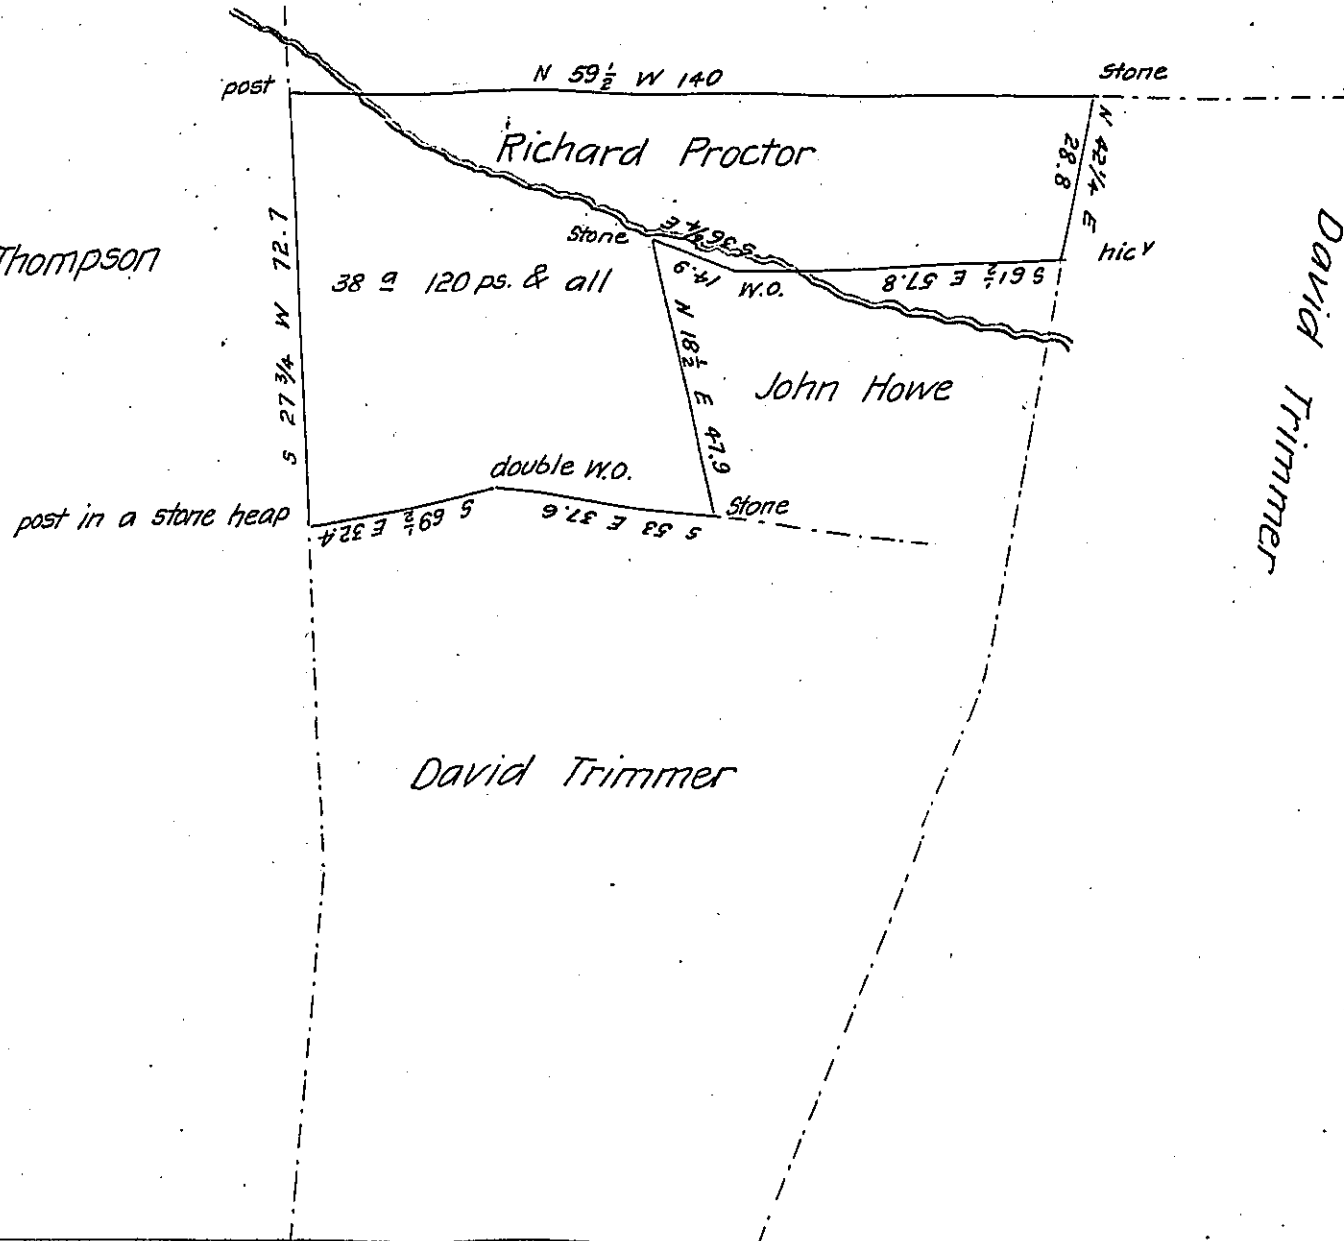 N 59½ W 140
Stone
post
N 42¼ E
28.8
Richard Proctor
David Trimmer
Thompson
S 27 ¾ W 72.7
Stone
S 36¾ E
14.9
W.O.
S 61½ E 57.8
hicʸ
38 a 120 ps. & all
N 18½ E 47.9
John Howe
double W.O.
post in a stone heap
S 69½ E 32.4
S 53 E 37.6
Stone
David Trimmer